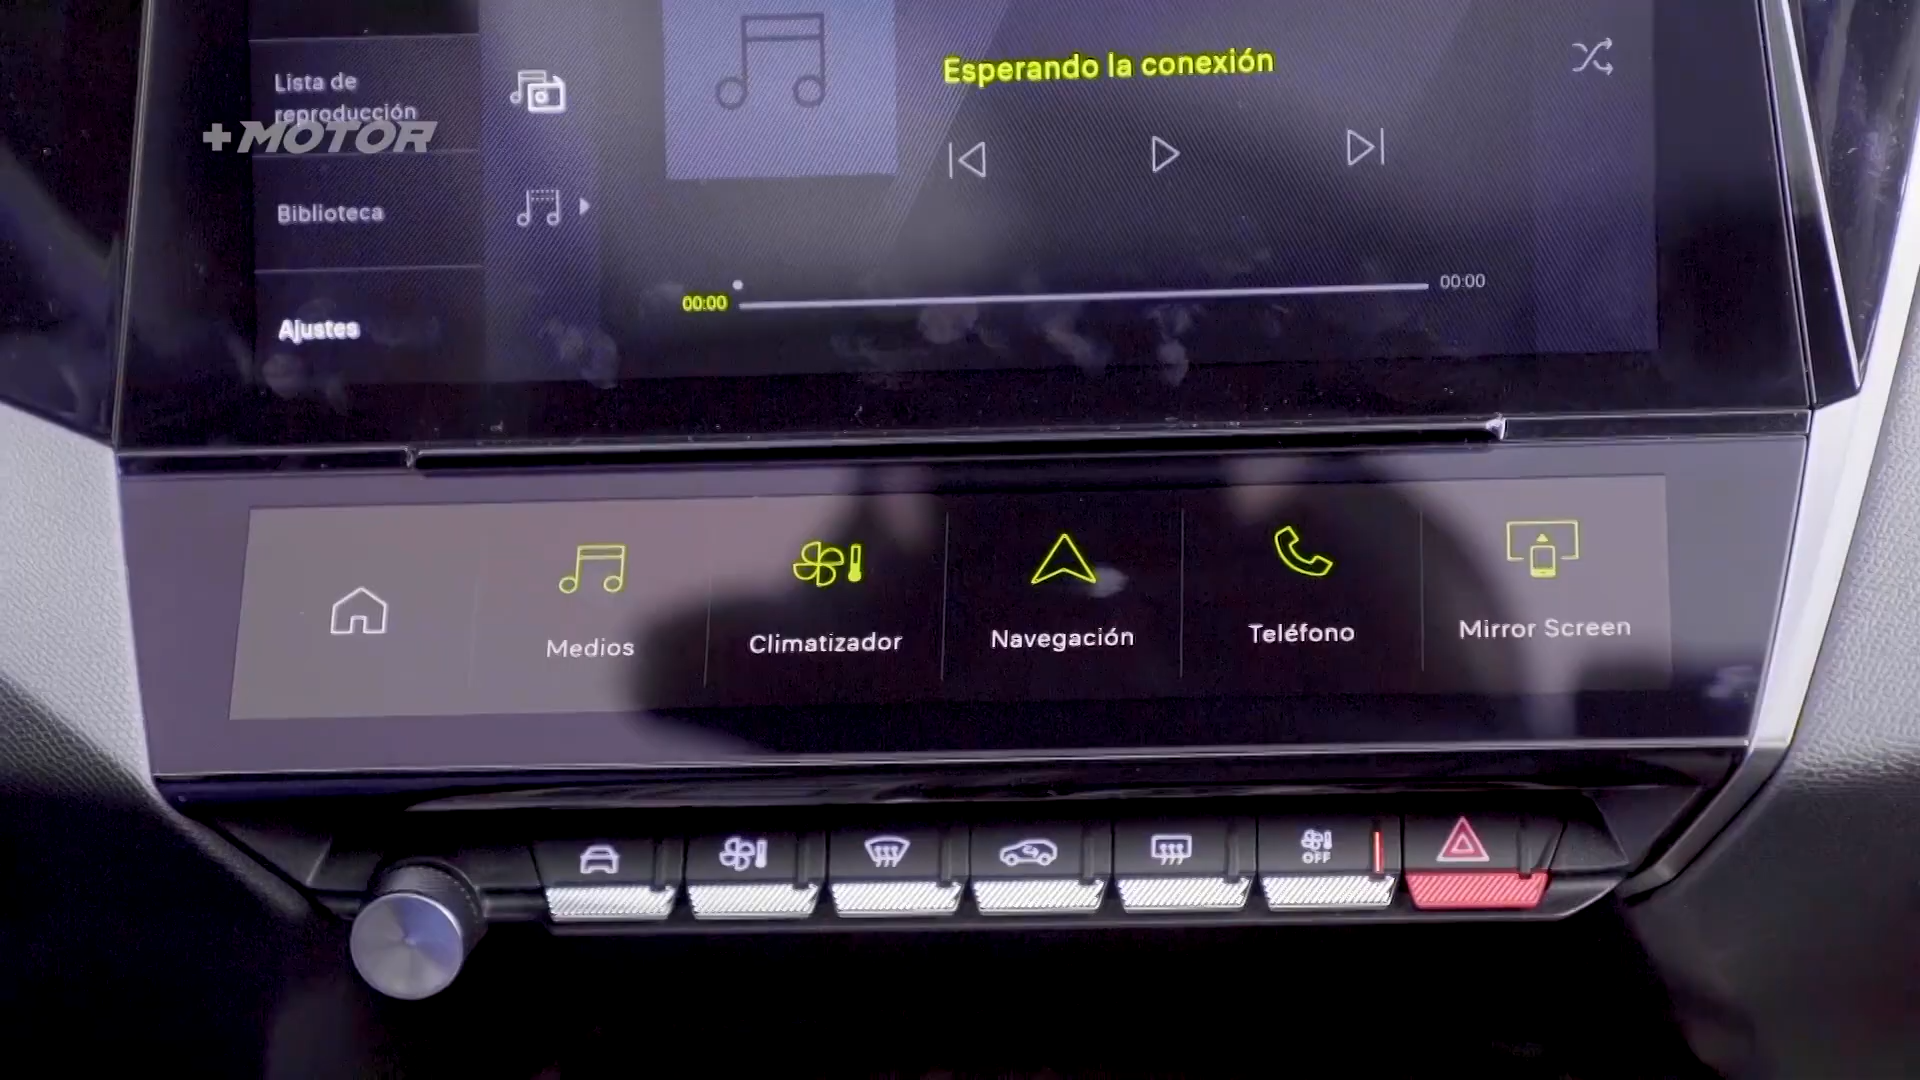 Lista de
reproducción
+MOTOR
Biblioteca
Ajustes
Esperando la conexión
00:00
00:00
Medios
Climatizador
Navegación
Teléfono
Mirror Screen
OFF